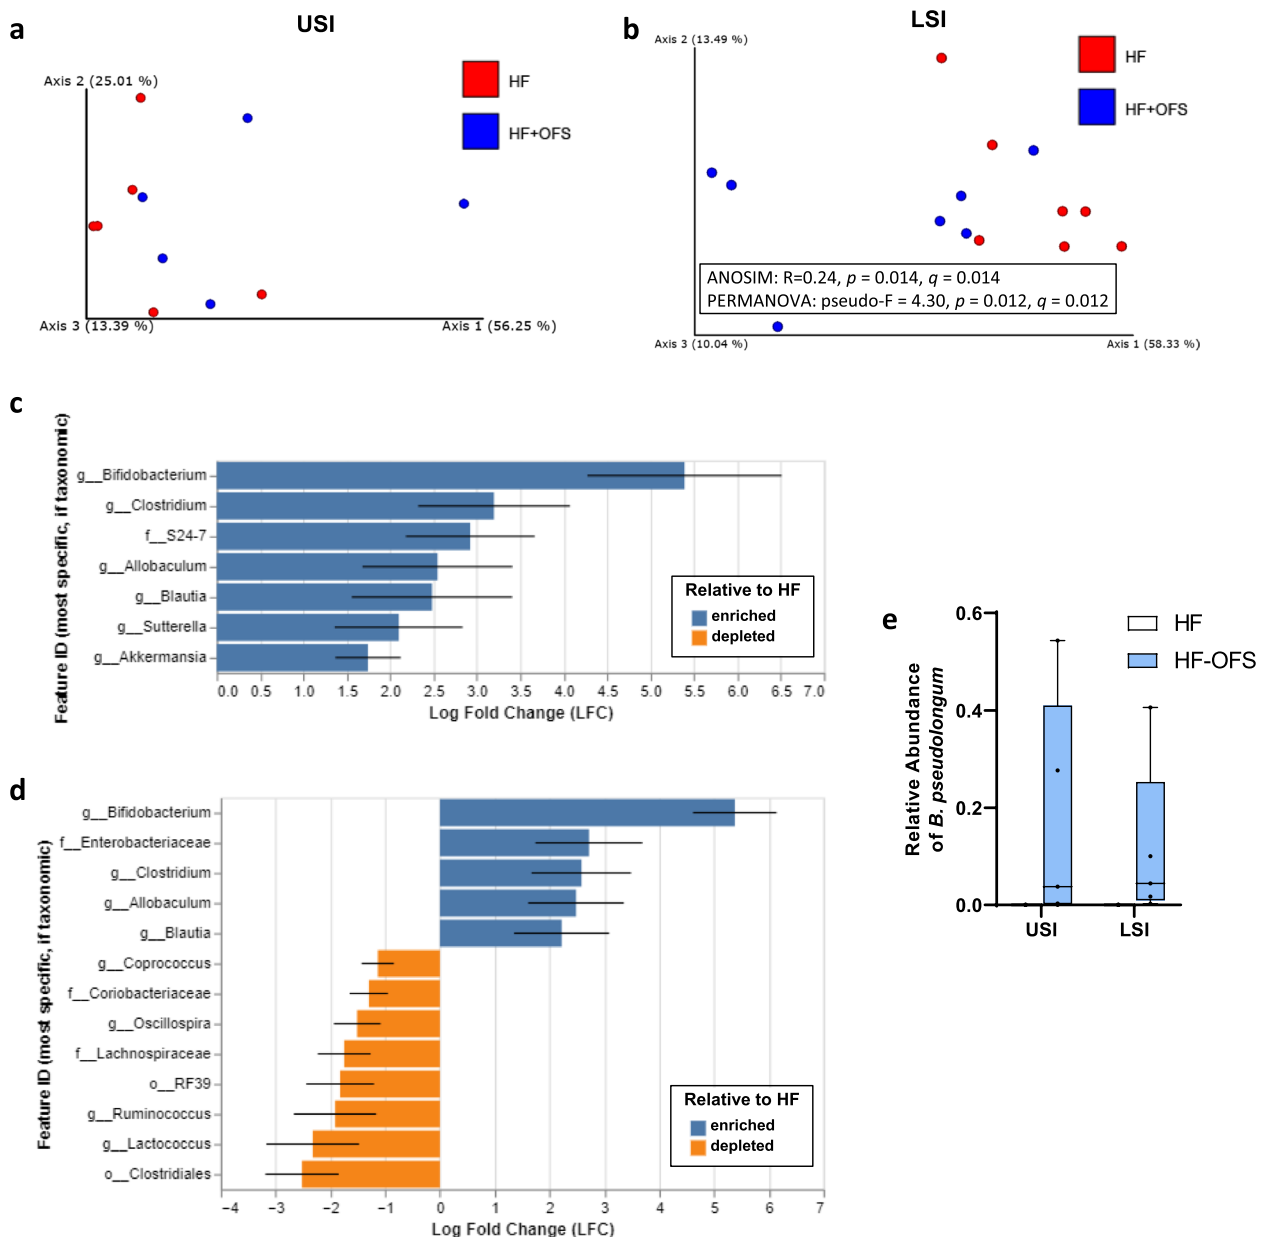 a
USI
Axis 2 (25.01 %)
HF
HF+OFS
Axis 3 (13.39 %)
Axis 1 (56.25 %)
b
LSI
Axis 2 (13.49 %)
HF
HF+OFS
ANOSIM: R=0.24, p = 0.014, q = 0.014
PERMANOVA: pseudo-F = 4.30, p = 0.012, q = 0.012
Axis 3 (10.04 %)
Axis 1 (58.33 %)
c
Feature ID (most specific, if taxonomic)
g__Bifidobacterium
g__Clostridium
f__S24-7
g__Allobaculum
g__Blautia
g__Sutterella
g__Akkermansia
Relative to HF
enriched
depleted
0.0 0.5 1.0 1.5 2.0 2.5 3.0 3.5 4.0 4.5 5.0 5.5 6.0 6.5 7.0
Log Fold Change (LFC)
d
Feature ID (most specific, if taxonomic)
g__Bifidobacterium
f__Enterobacteriaceae
g__Clostridium
g__Allobaculum
g__Blautia
g__Coprococcus
f__Coriobacteriaceae
g__Oscillospira
f__Lachnospiraceae
o__RF39
g__Ruminococcus
g__Lactococcus
o__Clostridiales
Relative to HF
enriched
depleted
−4 −3 −2 −1 0 1 2 3 4 5 6 7
Log Fold Change (LFC)
e
Relative Abundance
of B. pseudolongum
0.6
0.4
0.2
0.0
HF
HF-OFS
USI LSI